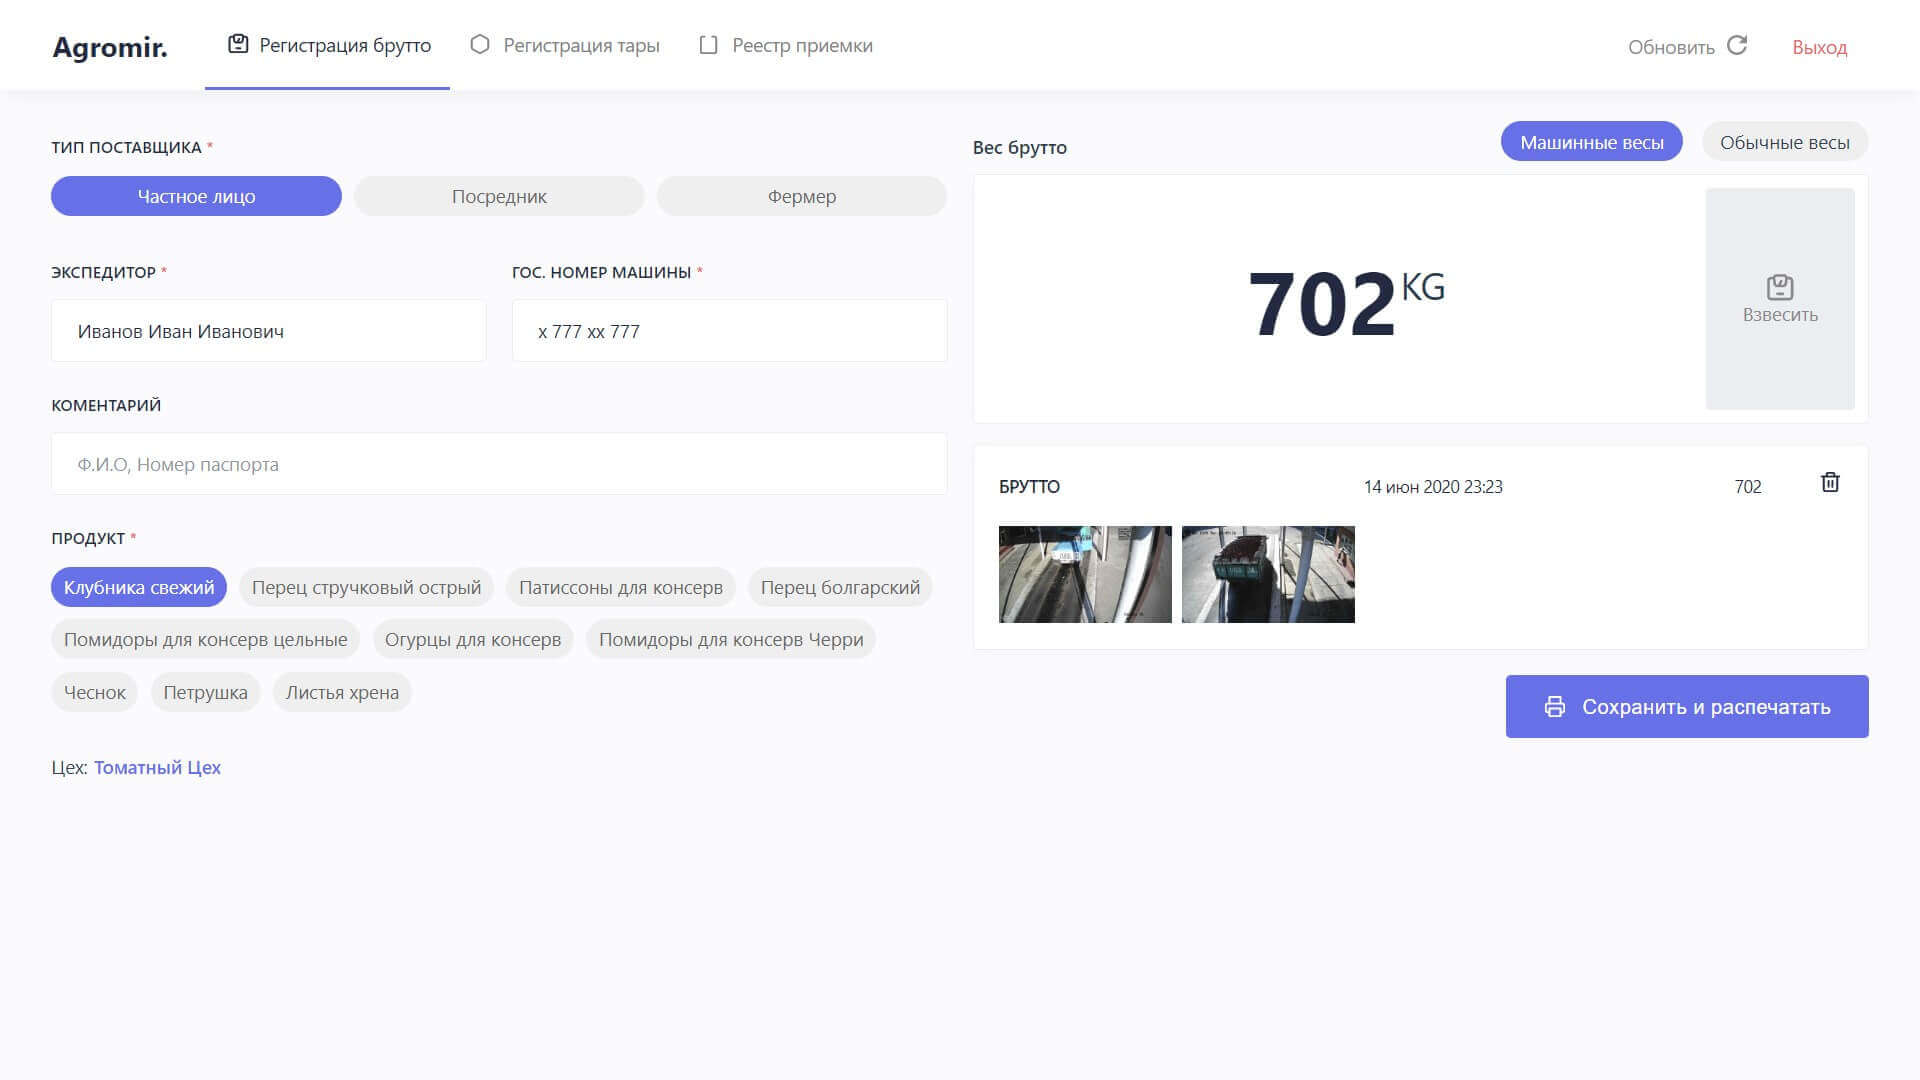 Agromir.
Регистрация брутто
Регистрация тары
Реестр приемки
Обновить
Выход
ТИП ПОСТАВЩИКА *
Частное лицо
Посредник
Фермер
ЭКСПЕДИТОР *
ГОС. НОМЕР МАШИНЫ *
Иванов Иван Иванович
х 777 хх 777
КОМЕНТАРИЙ
Ф.И.О, Номер паспорта
ПРОДУКТ *
Клубника свежий
Перец стручковый острый
Патиссоны для консерв
Перец болгарский
Помидоры для консерв цельные
Огурцы для консерв
Помидоры для консерв Черри
Чеснок
Петрушка
Листья хрена
Цех: Томатный Цех
Вес брутто
Машинные весы
Обычные весы
702 KG
Взвесить
БРУТТО
14 июн 2020 23:23
702
Сохранить и распечатать